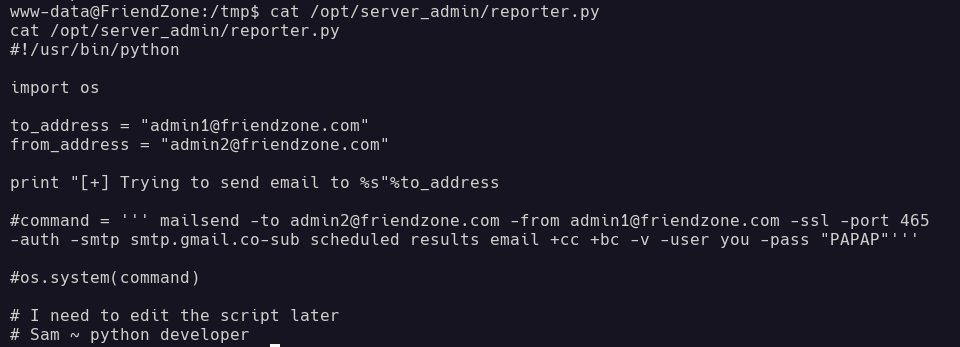 www-data@FriendZone:/tmp$ cat /opt/server_admin/reporter.py
cat /opt/server_admin/reporter.py
#!/usr/bin/python
import os
to_address = "admin1@friendzone.com"
from_address = "admin2@friendzone.com"
print "[+] Trying to send email to %s"%to_address
#command = ''' mailsend -to admin2@friendzone.com -from admin1@friendzone.com -ssl -port 465
-auth -smtp smtp.gmail.co-sub scheduled results email +cc +bc -v -user you -pass "PAPAP"'''
#os.system(command)
# I need to edit the script later
# Sam ~ python developer